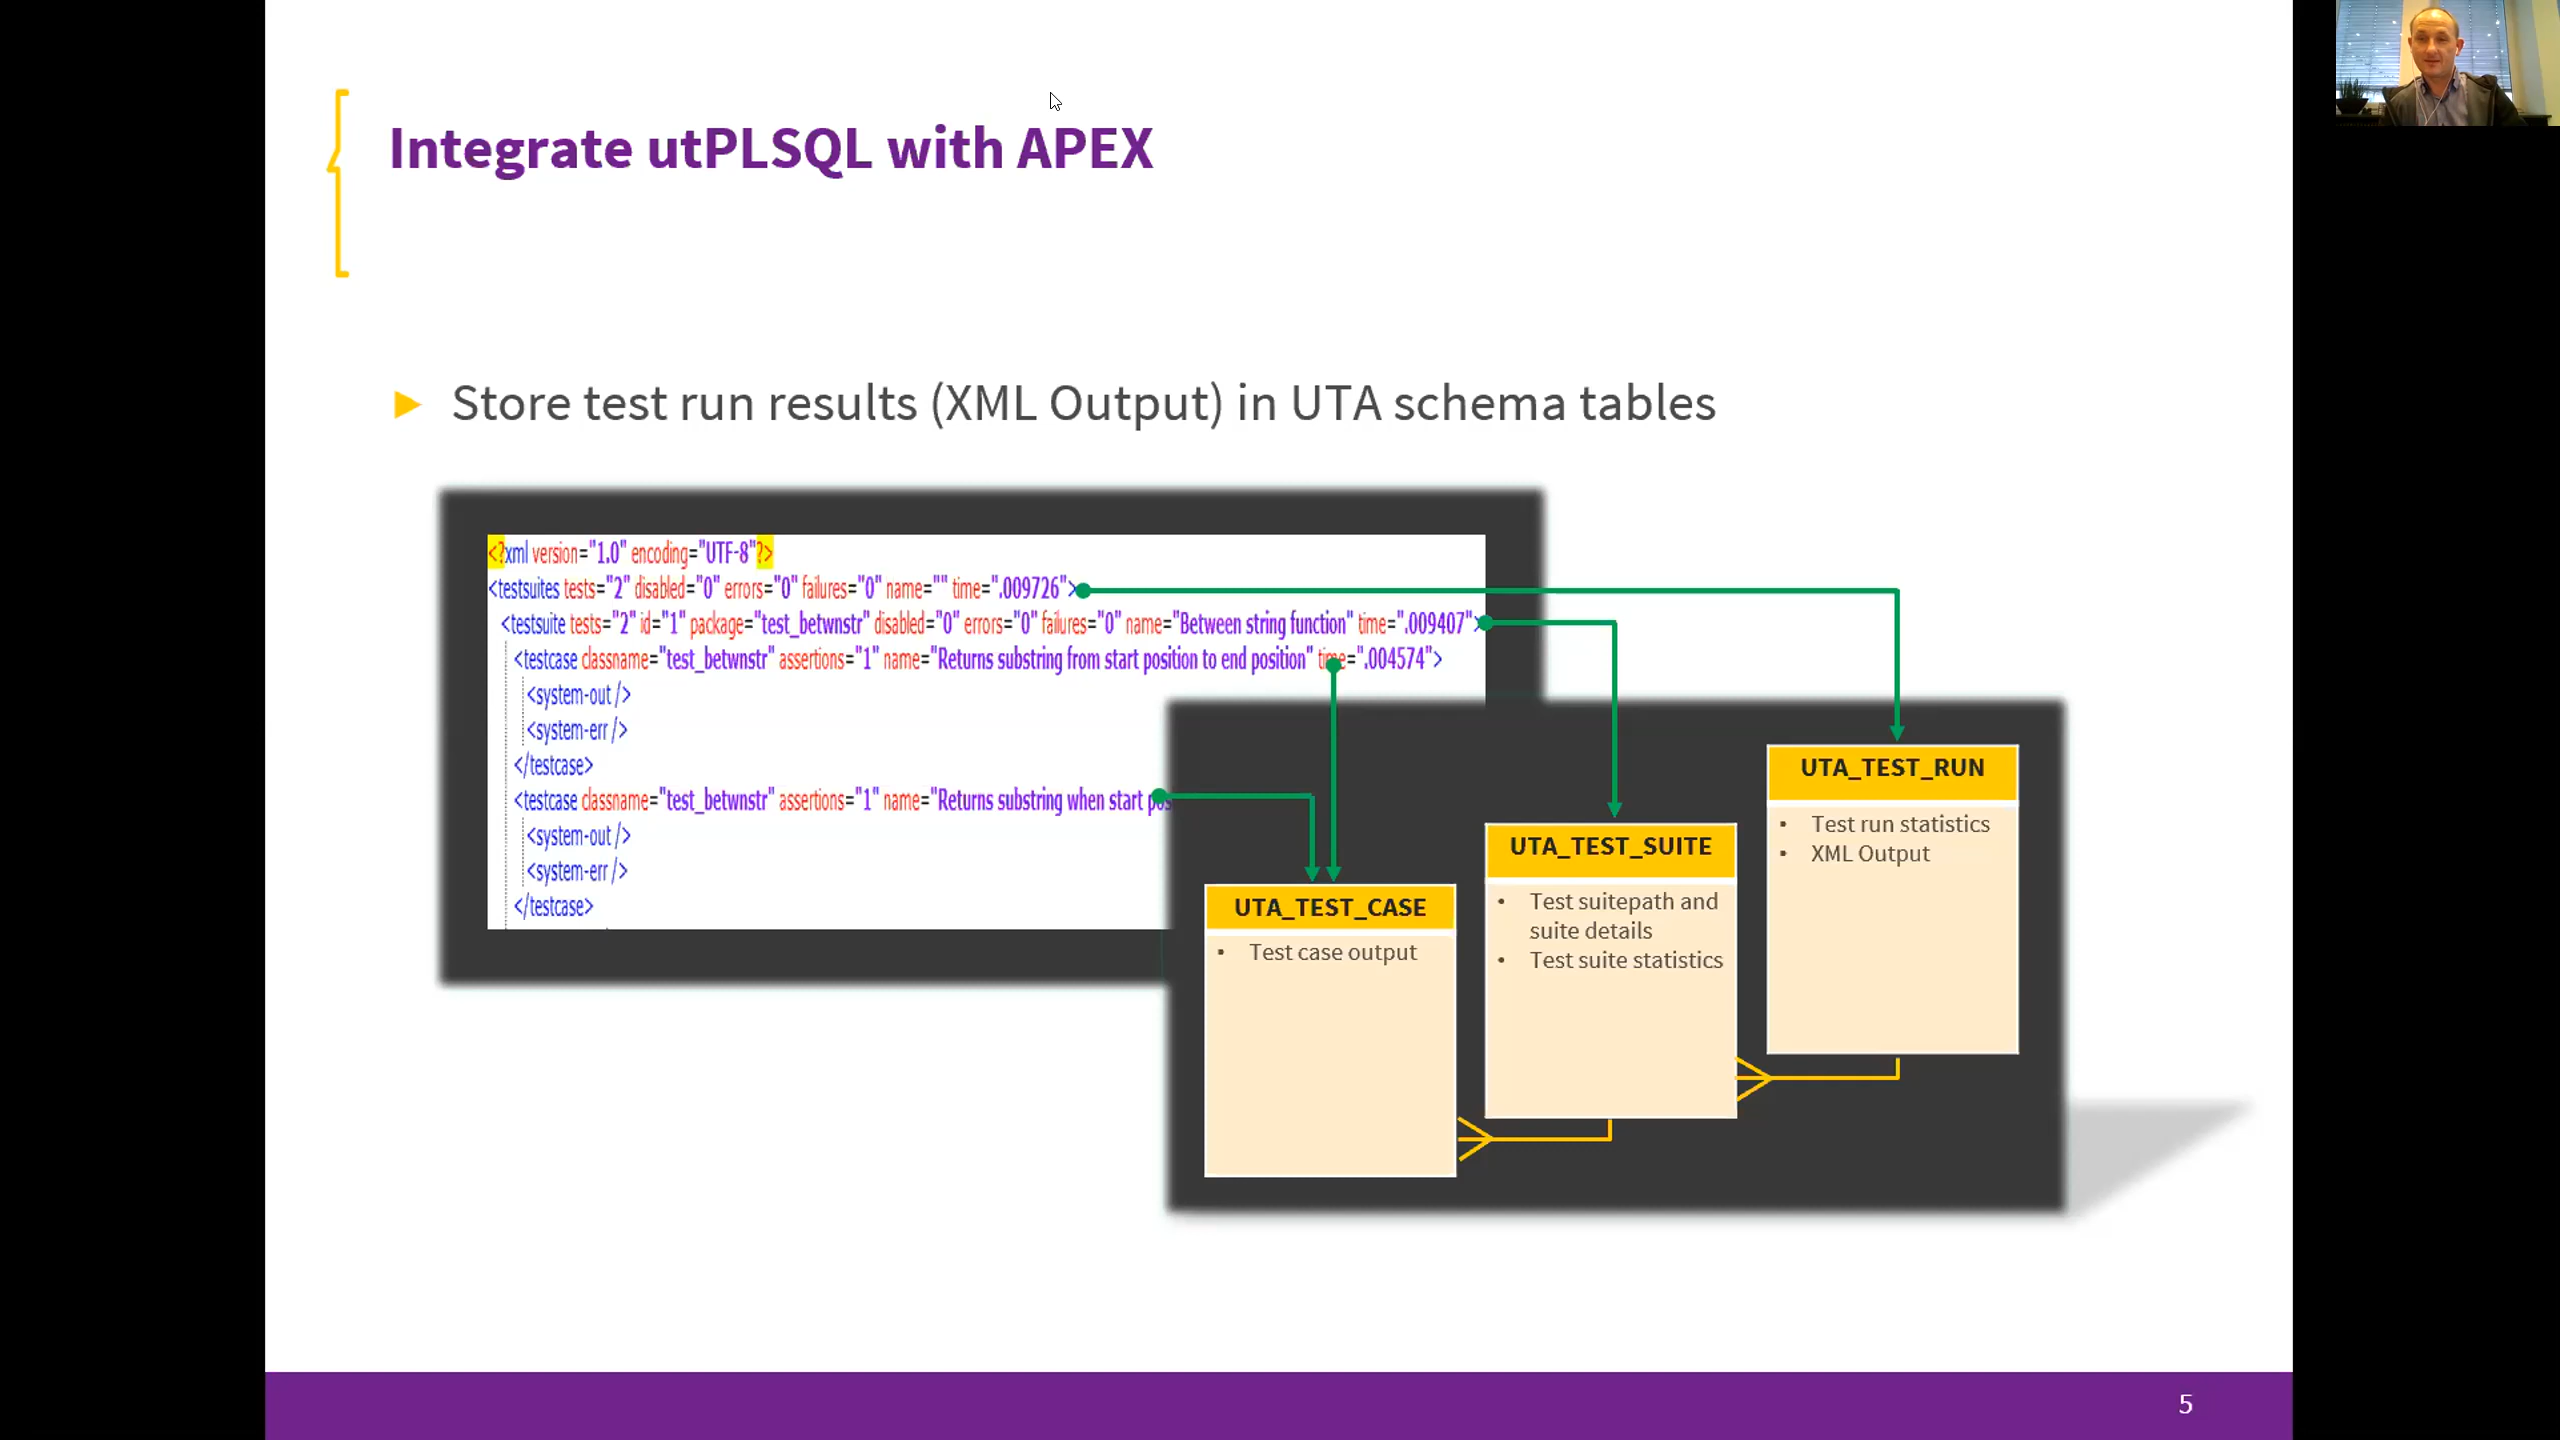 Integrate utPLSQL with APEX
Store test run results (XML Output) in UTA schema tables
<?xml version="1.0" encoding="UTF-8"?>
<testsuites tests="2" disabled="0" errors="0" failures="0" name="" time=".009726">
<testsuite tests="2" id="1" package="test_betwnstr" disabled="0" errors="0" failures="0" name="Between string function" time=".009407">
<testcase classname="test_betwnstr" assertions="1" name="Returns substring from start position to end position" time=".004574">
<system-out />
<system-err />
</testcase>
<testcase classname="test_betwnstr" assertions="1" name="Returns substring when start pos
<system-out />
<system-err />
</testcase>
UTA_TEST_CASE
• Test case output
UTA_TEST_SUITE
• Test suitepath and
suite details
• Test suite statistics
UTA_TEST_RUN
• Test run statistics
• XML Output
5